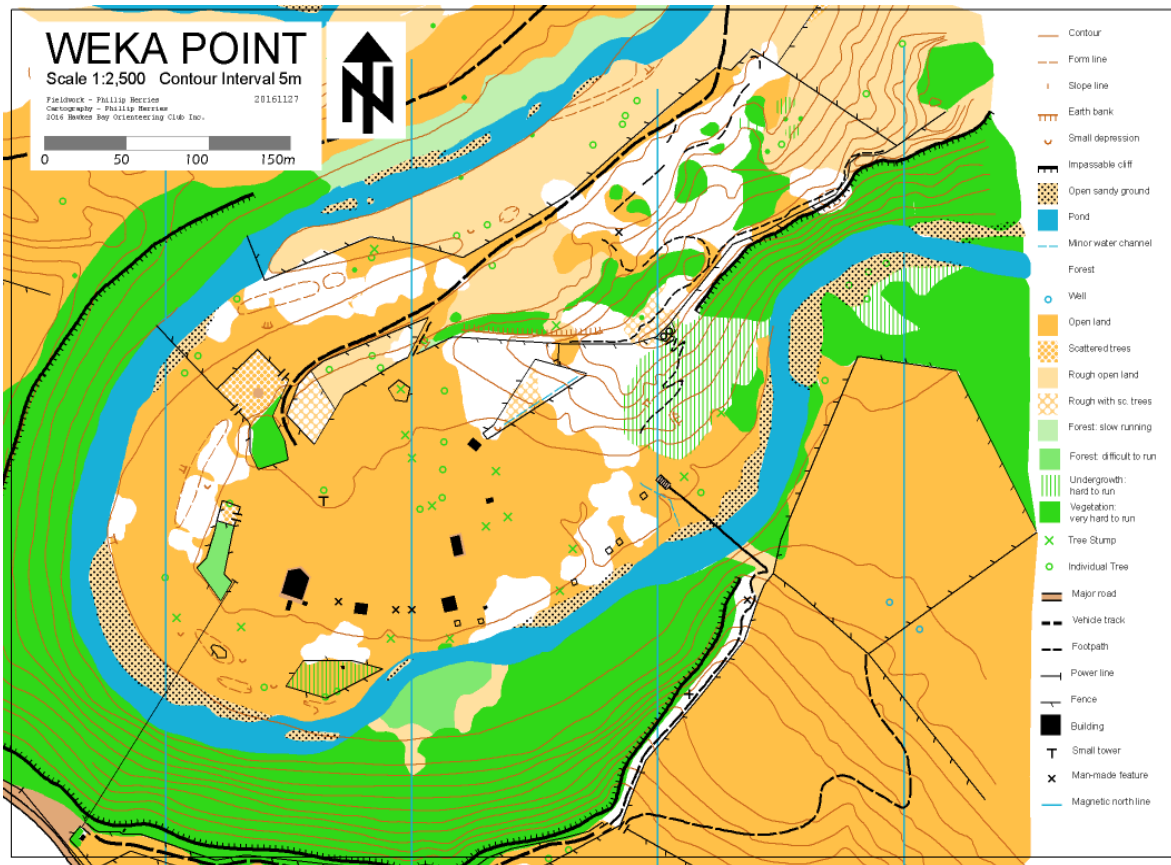 WEKA POINT
Scale 1:2,500 Contour Interval 5m
Fieldwork - Phillip Herries 20161127
Cartography - Phillip Herries
2016 Hawkes Bay Orienteering Club Inc.
0 50 100 150m
N
Contour
Form line
Slope line
Earth bank
Small depression
Impassable cliff
Open sandy ground
Pond
Minor water channel
Forest
Well
Open land
Scattered trees
Rough open land
Rough with sc. trees
Forest: slow running
Forest: difficult to run
Undergrowth:
hard to run
Vegetation:
very hard to run
Tree Stump
Individual Tree
Major road
Vehicle track
Footpath
Power line
Fence
Building
Small tower
Man-made feature
Magnetic north line